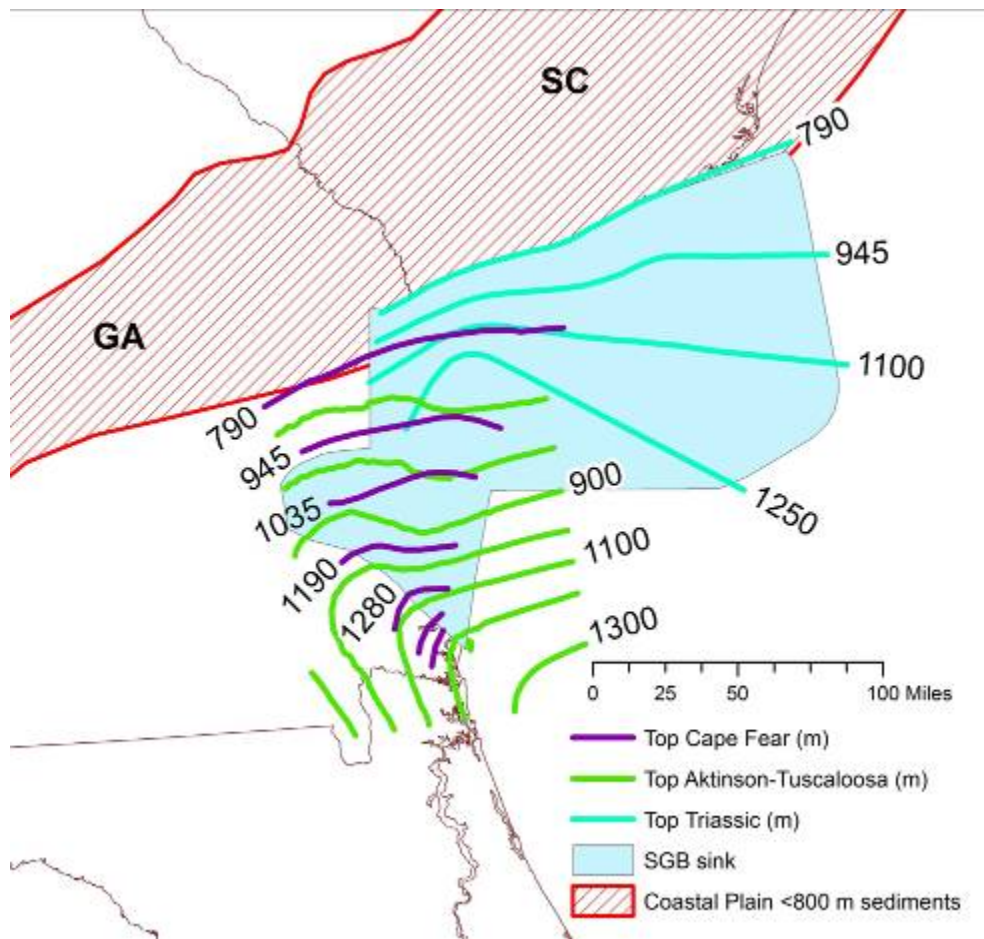 SC
790
945
GA
1100
790
945
900
1250
1035
1100
1190
1280
1300
0 25 50 100 Miles
Top Cape Fear (m)
Top Aktinson-Tuscaloosa (m)
Top Triassic (m)
SGB sink
Coastal Plain <800 m sediments